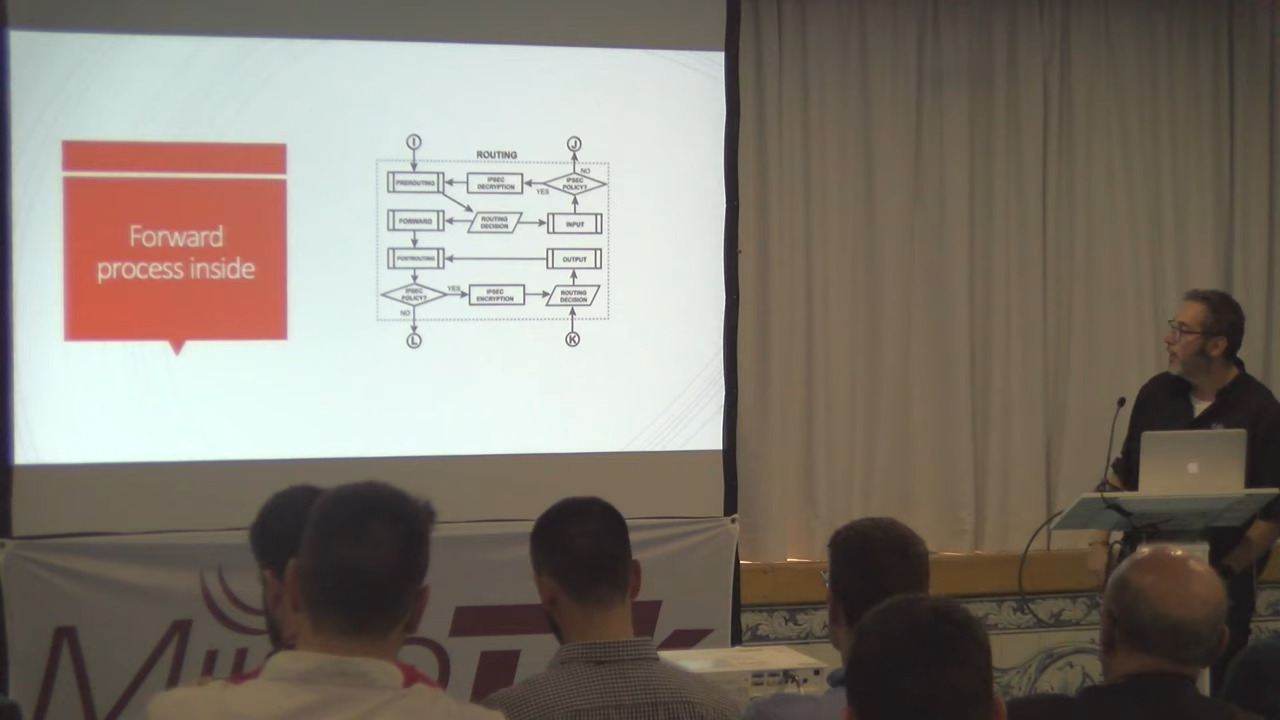 Forward
process inside
I
J
ROUTING
NO
PREROUTING
IPSEC
DECRYPTION
IPSEC
POLICY?
YES
FORWARD
ROUTING
DECISION
INPUT
POSTROUTING
OUTPUT
IPSEC
POLICY?
YES
IPSEC
ENCRYPTION
ROUTING
DECISION
NO
L
K